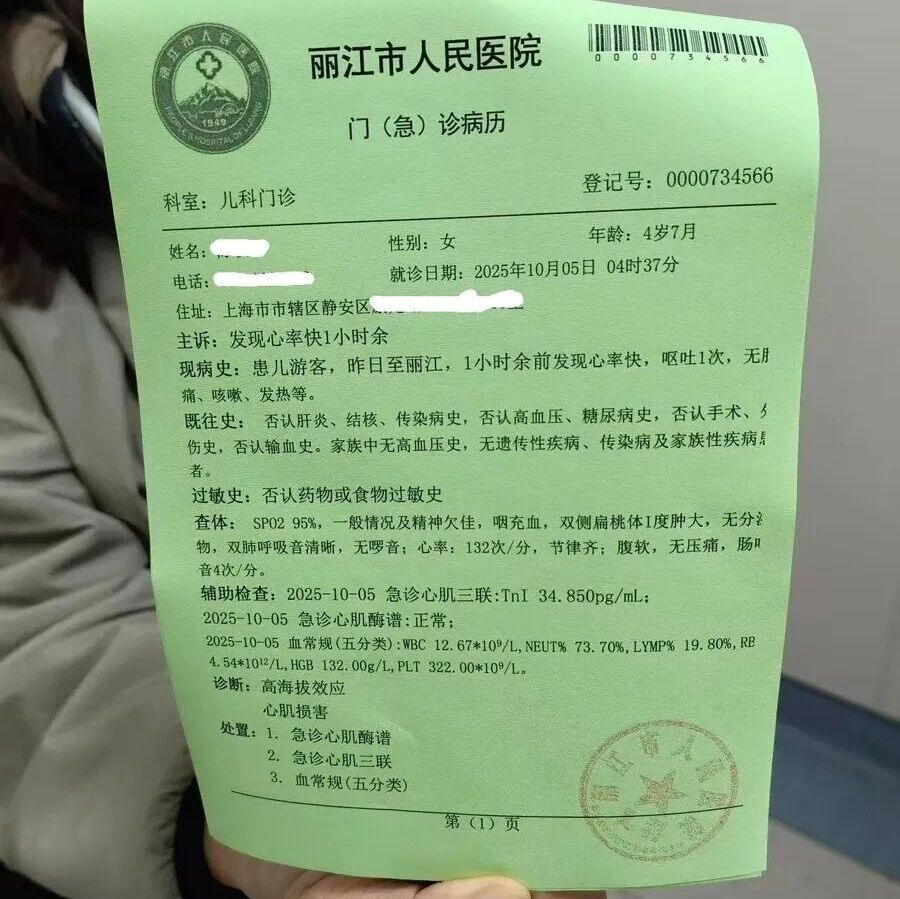 丽江市人民医院
1949
0000734566
门（急）诊病历
科室：儿科门诊
登记号：0000734566
姓名：
性别：女
年龄：4岁7月
电话：
就诊日期：2025年10月05日 04时37分
住址：上海市市辖区静安区
主诉：发现心率快1小时余
现病史：患儿游客，昨日至丽江，1小时余前发现心率快，呕吐1次，无
痛、咳嗽、发热等。
既往史：否认肝炎、结核、传染病史，否认高血压、糖尿病史，否认手术、
伤史，否认输血史。家族中无高血压史，无遗传性疾病、传染病及家族性疾病
者。
过敏史：否认药物或食物过敏史
查体：SPO2 95%，一般情况及精神欠佳，咽充血，双侧扁桃体I度肿大，无分
物，双肺呼吸音清晰，无啰音；心率：132次/分，节律齐；腹软，无压痛，肠
音4次/分。
辅助检查：2025-10-05 急诊心肌三联:TnI 34.850pg/mL；
2025-10-05 急诊心肌酶谱:正常；
2025-10-05 血常规(五分类):WBC 12.67*10⁹/L,NEUT% 73.70%,LYMP% 19.80%,RB
4.54*10¹²/L,HGB 132.00g/L,PLT 322.00*10⁹/L。
诊断：高海拔效应
心肌损害
处置：1. 急诊心肌酶谱
2. 急诊心肌三联
3. 血常规(五分类)
第（1）页